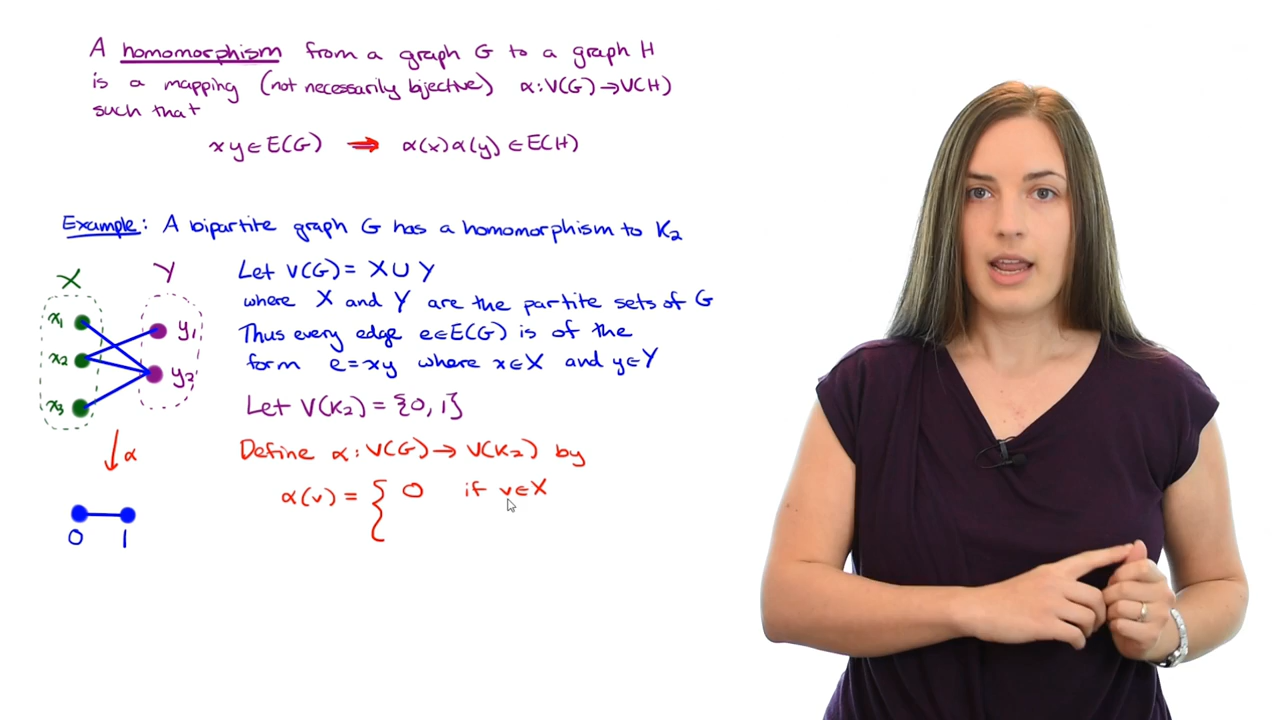 A homomorphism from a graph G to a graph H
is a mapping (not necessarily bijective) α: V(G)→V(H)
such that
xy∈E(G) ⇒ α(x)α(y)∈E(H)
Example: A bipartite graph G has a homomorphism to K₂
X Y
x₁
x₂
x₃
y₁
y₂
α
0 1
Let V(G) = X∪Y
where X and Y are the partite sets of G
Thus every edge e∈E(G) is of the
form e=xy where x∈X and y∈Y
Let V(K₂) = {0, 1}
Define α: V(G)→V(K₂) by
α(v) = { 0 if v∈X